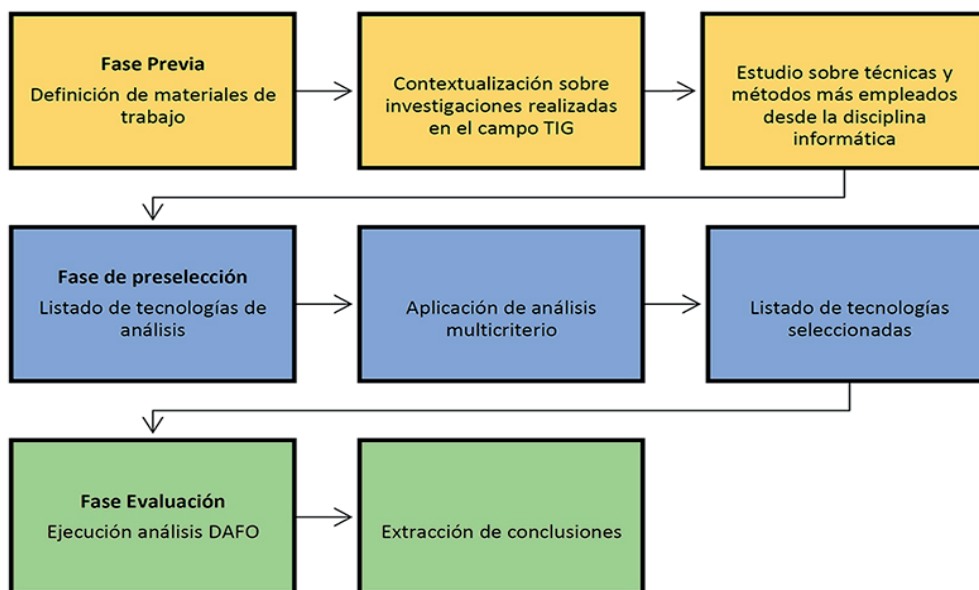 Fase Previa
Definición de materiales de
trabajo
Contextualización sobre
investigaciones realizadas
en el campo TIG
Estudio sobre técnicas y
métodos más empleados
desde la disciplina
informática
Fase de preselección
Listado de tecnologías de
análisis
Aplicación de análisis
multicriterio
Listado de tecnologías
seleccionadas
Fase Evaluación
Ejecución análisis DAFO
Extracción de conclusiones